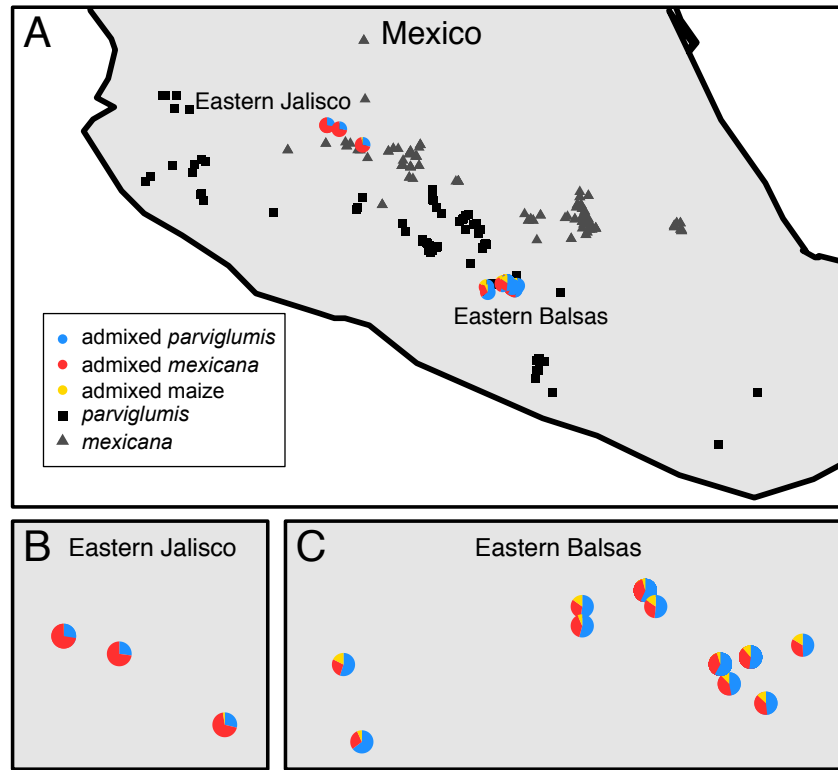 A
Mexico
Eastern Jalisco
Eastern Balsas
admixed parviglumis
admixed mexicana
admixed maize
parviglumis
mexicana
B
Eastern Jalisco
C
Eastern Balsas